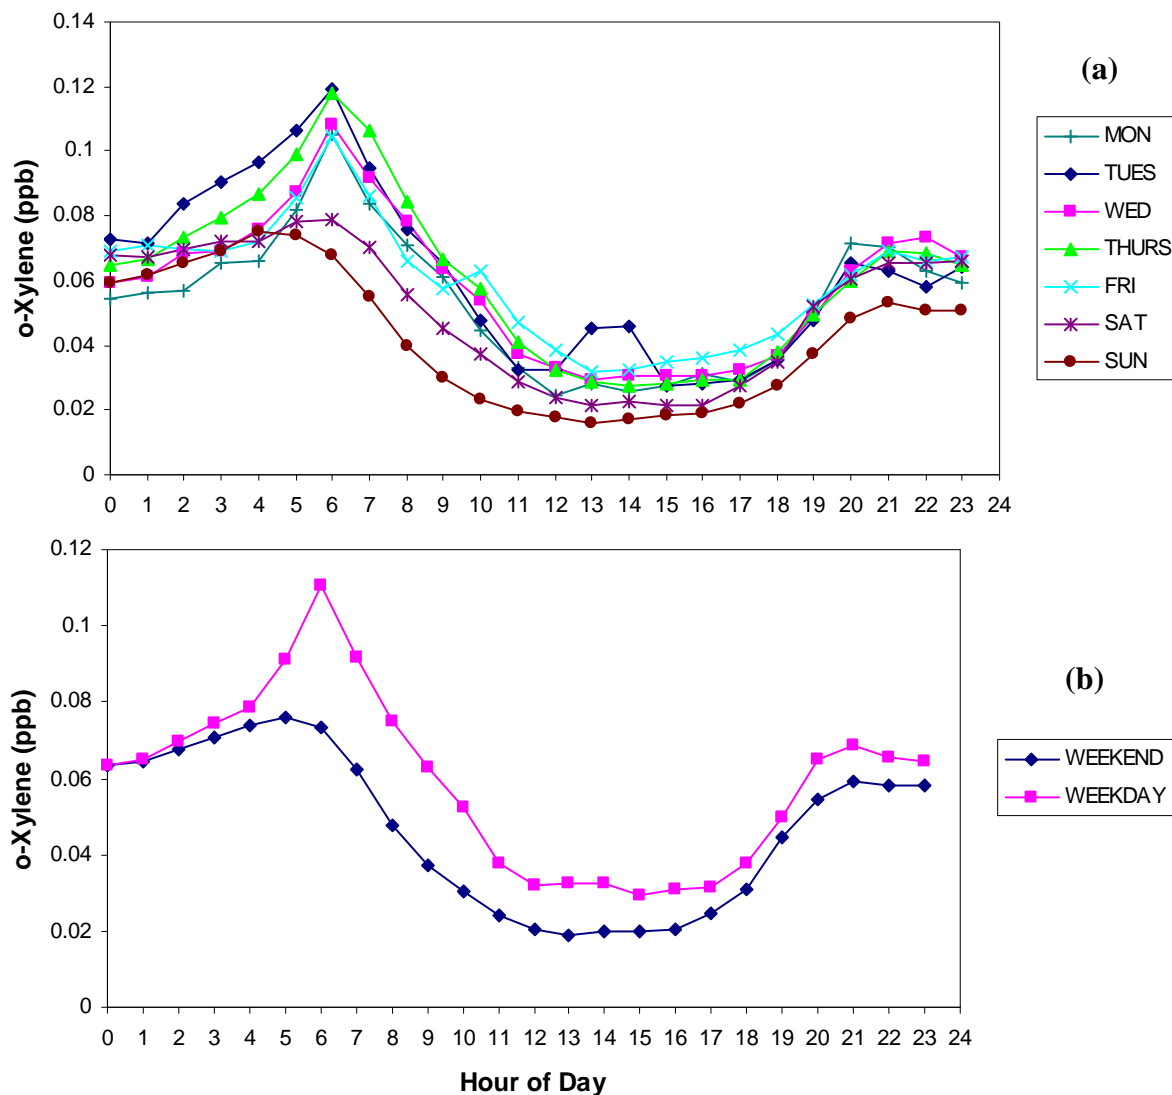 0.14
0.12
0.1
0.08
0.06
0.04
0.02
0
o-Xylene (ppb)
0 1 2 3 4 5 6 7 8 9 10 11 12 13 14 15 16 17 18 19 20 21 22 23 24
(a)
MON
TUES
WED
THURS
FRI
SAT
SUN
0.12
0.1
0.08
0.06
0.04
0.02
0
o-Xylene (ppb)
0 1 2 3 4 5 6 7 8 9 10 11 12 13 14 15 16 17 18 19 20 21 22 23 24
Hour of Day
(b)
WEEKEND
WEEKDAY